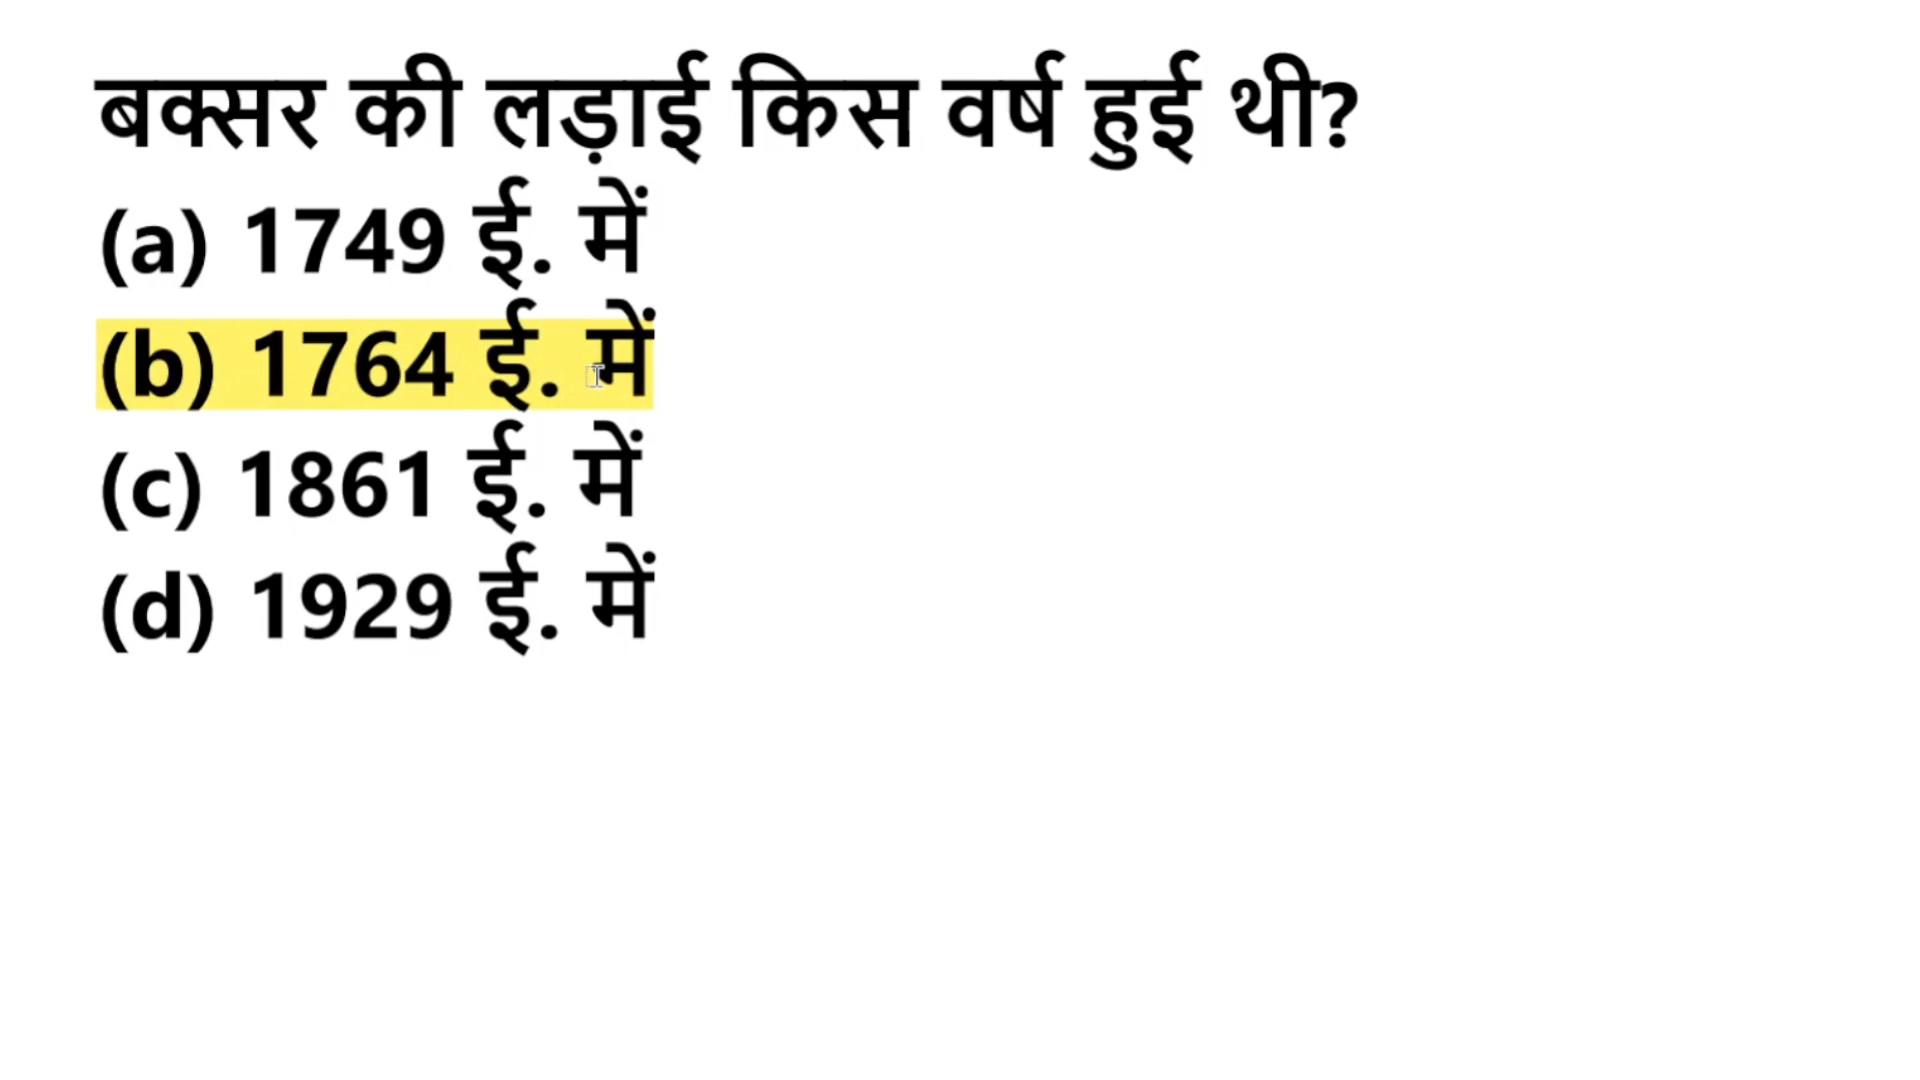 बक्सर की लड़ाई किस वर्ष हुई थी?
(a) 1749 ई. में
(b) 1764 ई. में
(c) 1861 ई. में
(d) 1929 ई. में